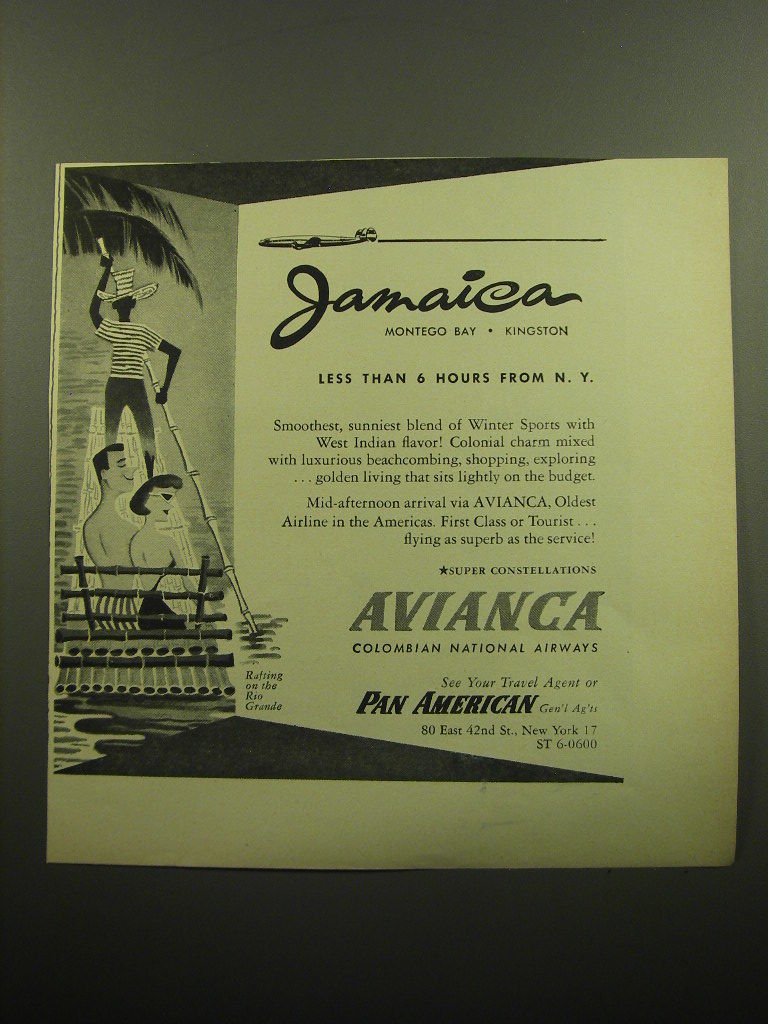 Jamaica
MONTEGO BAY • KINGSTON
LESS THAN 6 HOURS FROM N. Y.
Smoothest, sunniest blend of Winter Sports with
West Indian flavor! Colonial charm mixed
with luxurious beachcombing, shopping, exploring
... golden living that sits lightly on the budget.
Mid-afternoon arrival via AVIANCA, Oldest
Airline in the Americas. First Class or Tourist ...
flying as superb as the service!
★SUPER CONSTELLATIONS
AVIANCA
COLOMBIAN NATIONAL AIRWAYS
Rafting
on the
Rio
Grande
See Your Travel Agent or
PAN AMERICAN Gen'l Ag'ts
80 East 42nd St., New York 17
ST 6-0600